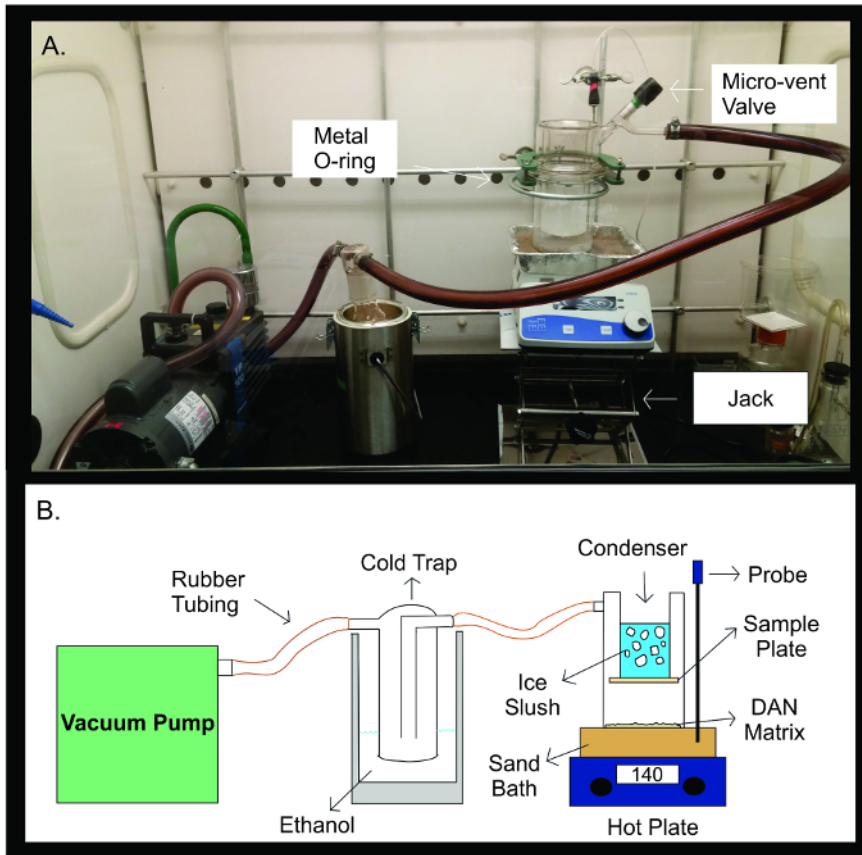 A.
Micro-vent
Valve
Metal
O-ring
Jack
B.
Cold Trap
Condenser
Rubber
Tubing
Probe
Sample
Plate
Ice
Slush
DAN
Matrix
Vacuum Pump
Sand
Bath
140
Ethanol
Hot Plate